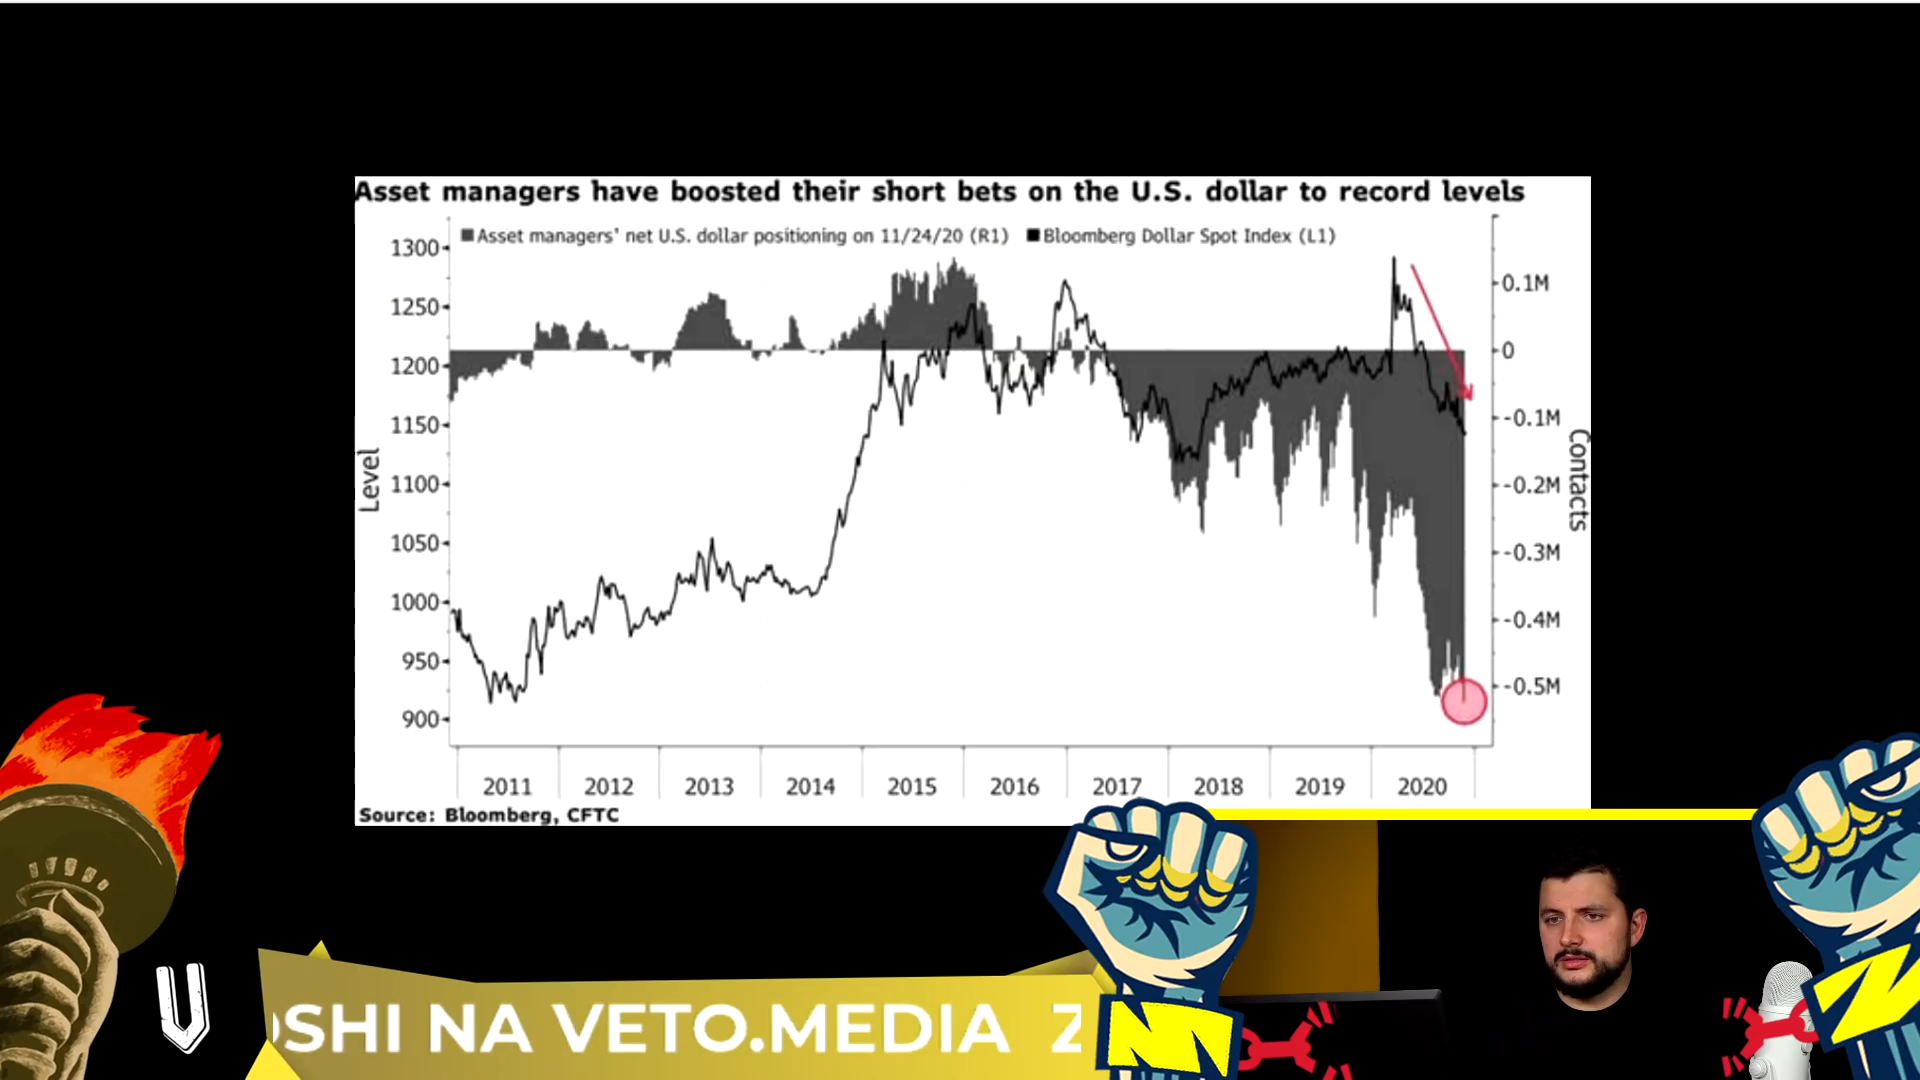 Asset managers have boosted their short bets on the U.S. dollar to record levels
Asset managers' net U.S. dollar positioning on 11/24/20 (R1) Bloomberg Dollar Spot Index (L1)
1300
1250
1200
1150
1100
1050
1000
950
900
Level
0.1M
0
-0.1M
-0.2M
-0.3M
-0.4M
-0.5M
Contacts
2011 2012 2013 2014 2015 2016 2017 2018 2019 2020
Source: Bloomberg, CFTC
OSHI NA VETO.MEDIA Z